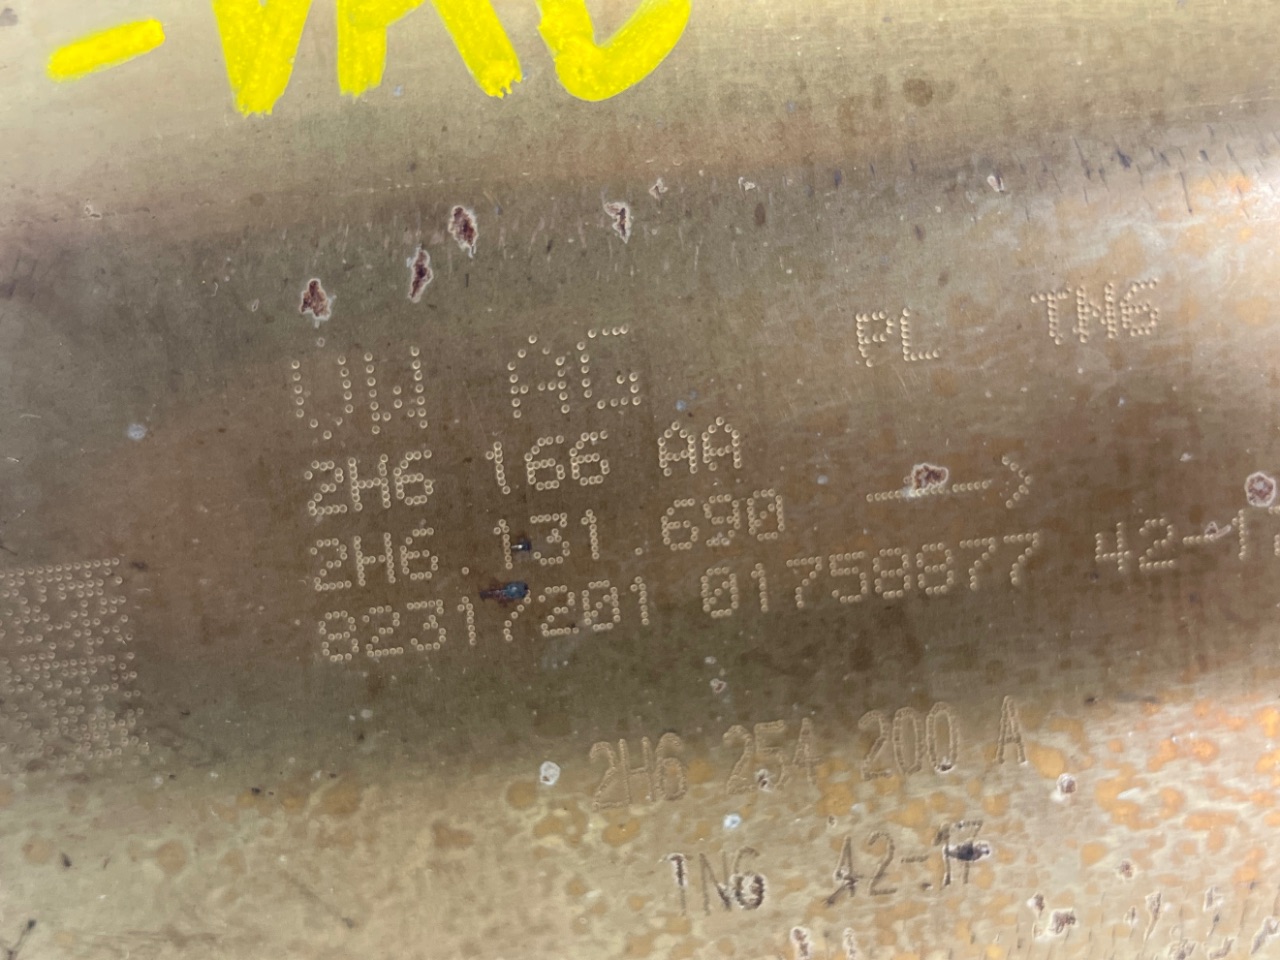 -VAG
VW AG PL TN6
2H6 166 AA
2H6.131.690
82317201 01758877 42-17
2H6 254 200 A
TN6 42-17